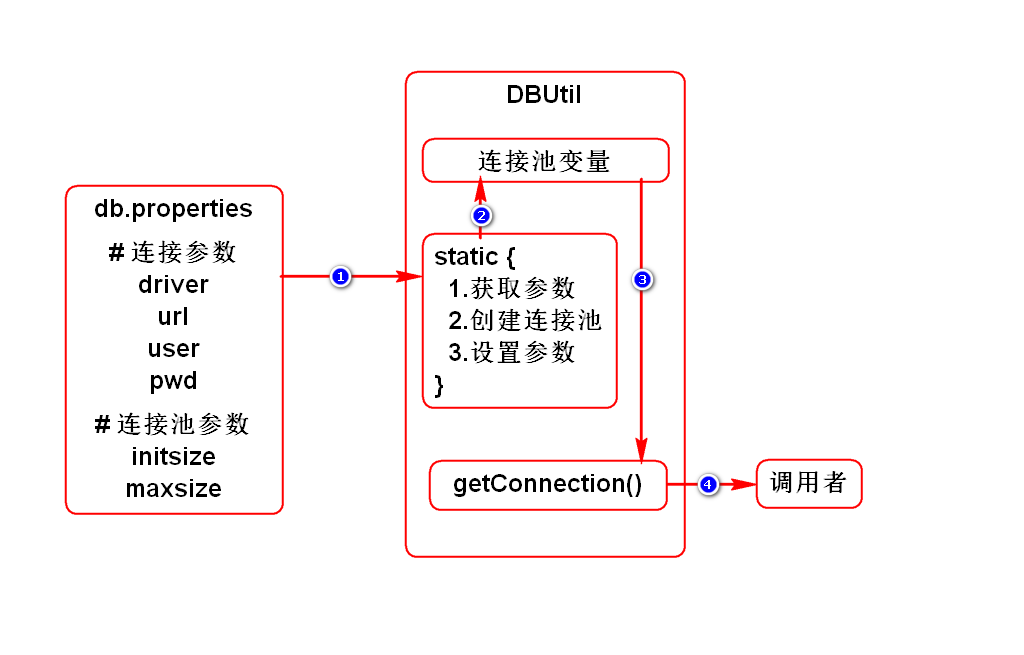 db.properties
# 连接参数
driver
url
user
pwd
# 连接池参数
initsize
maxsize
1
DBUtil
连接池变量
2
static {
1.获取参数
2.创建连接池
3.设置参数
}
3
getConnection()
4
调用者